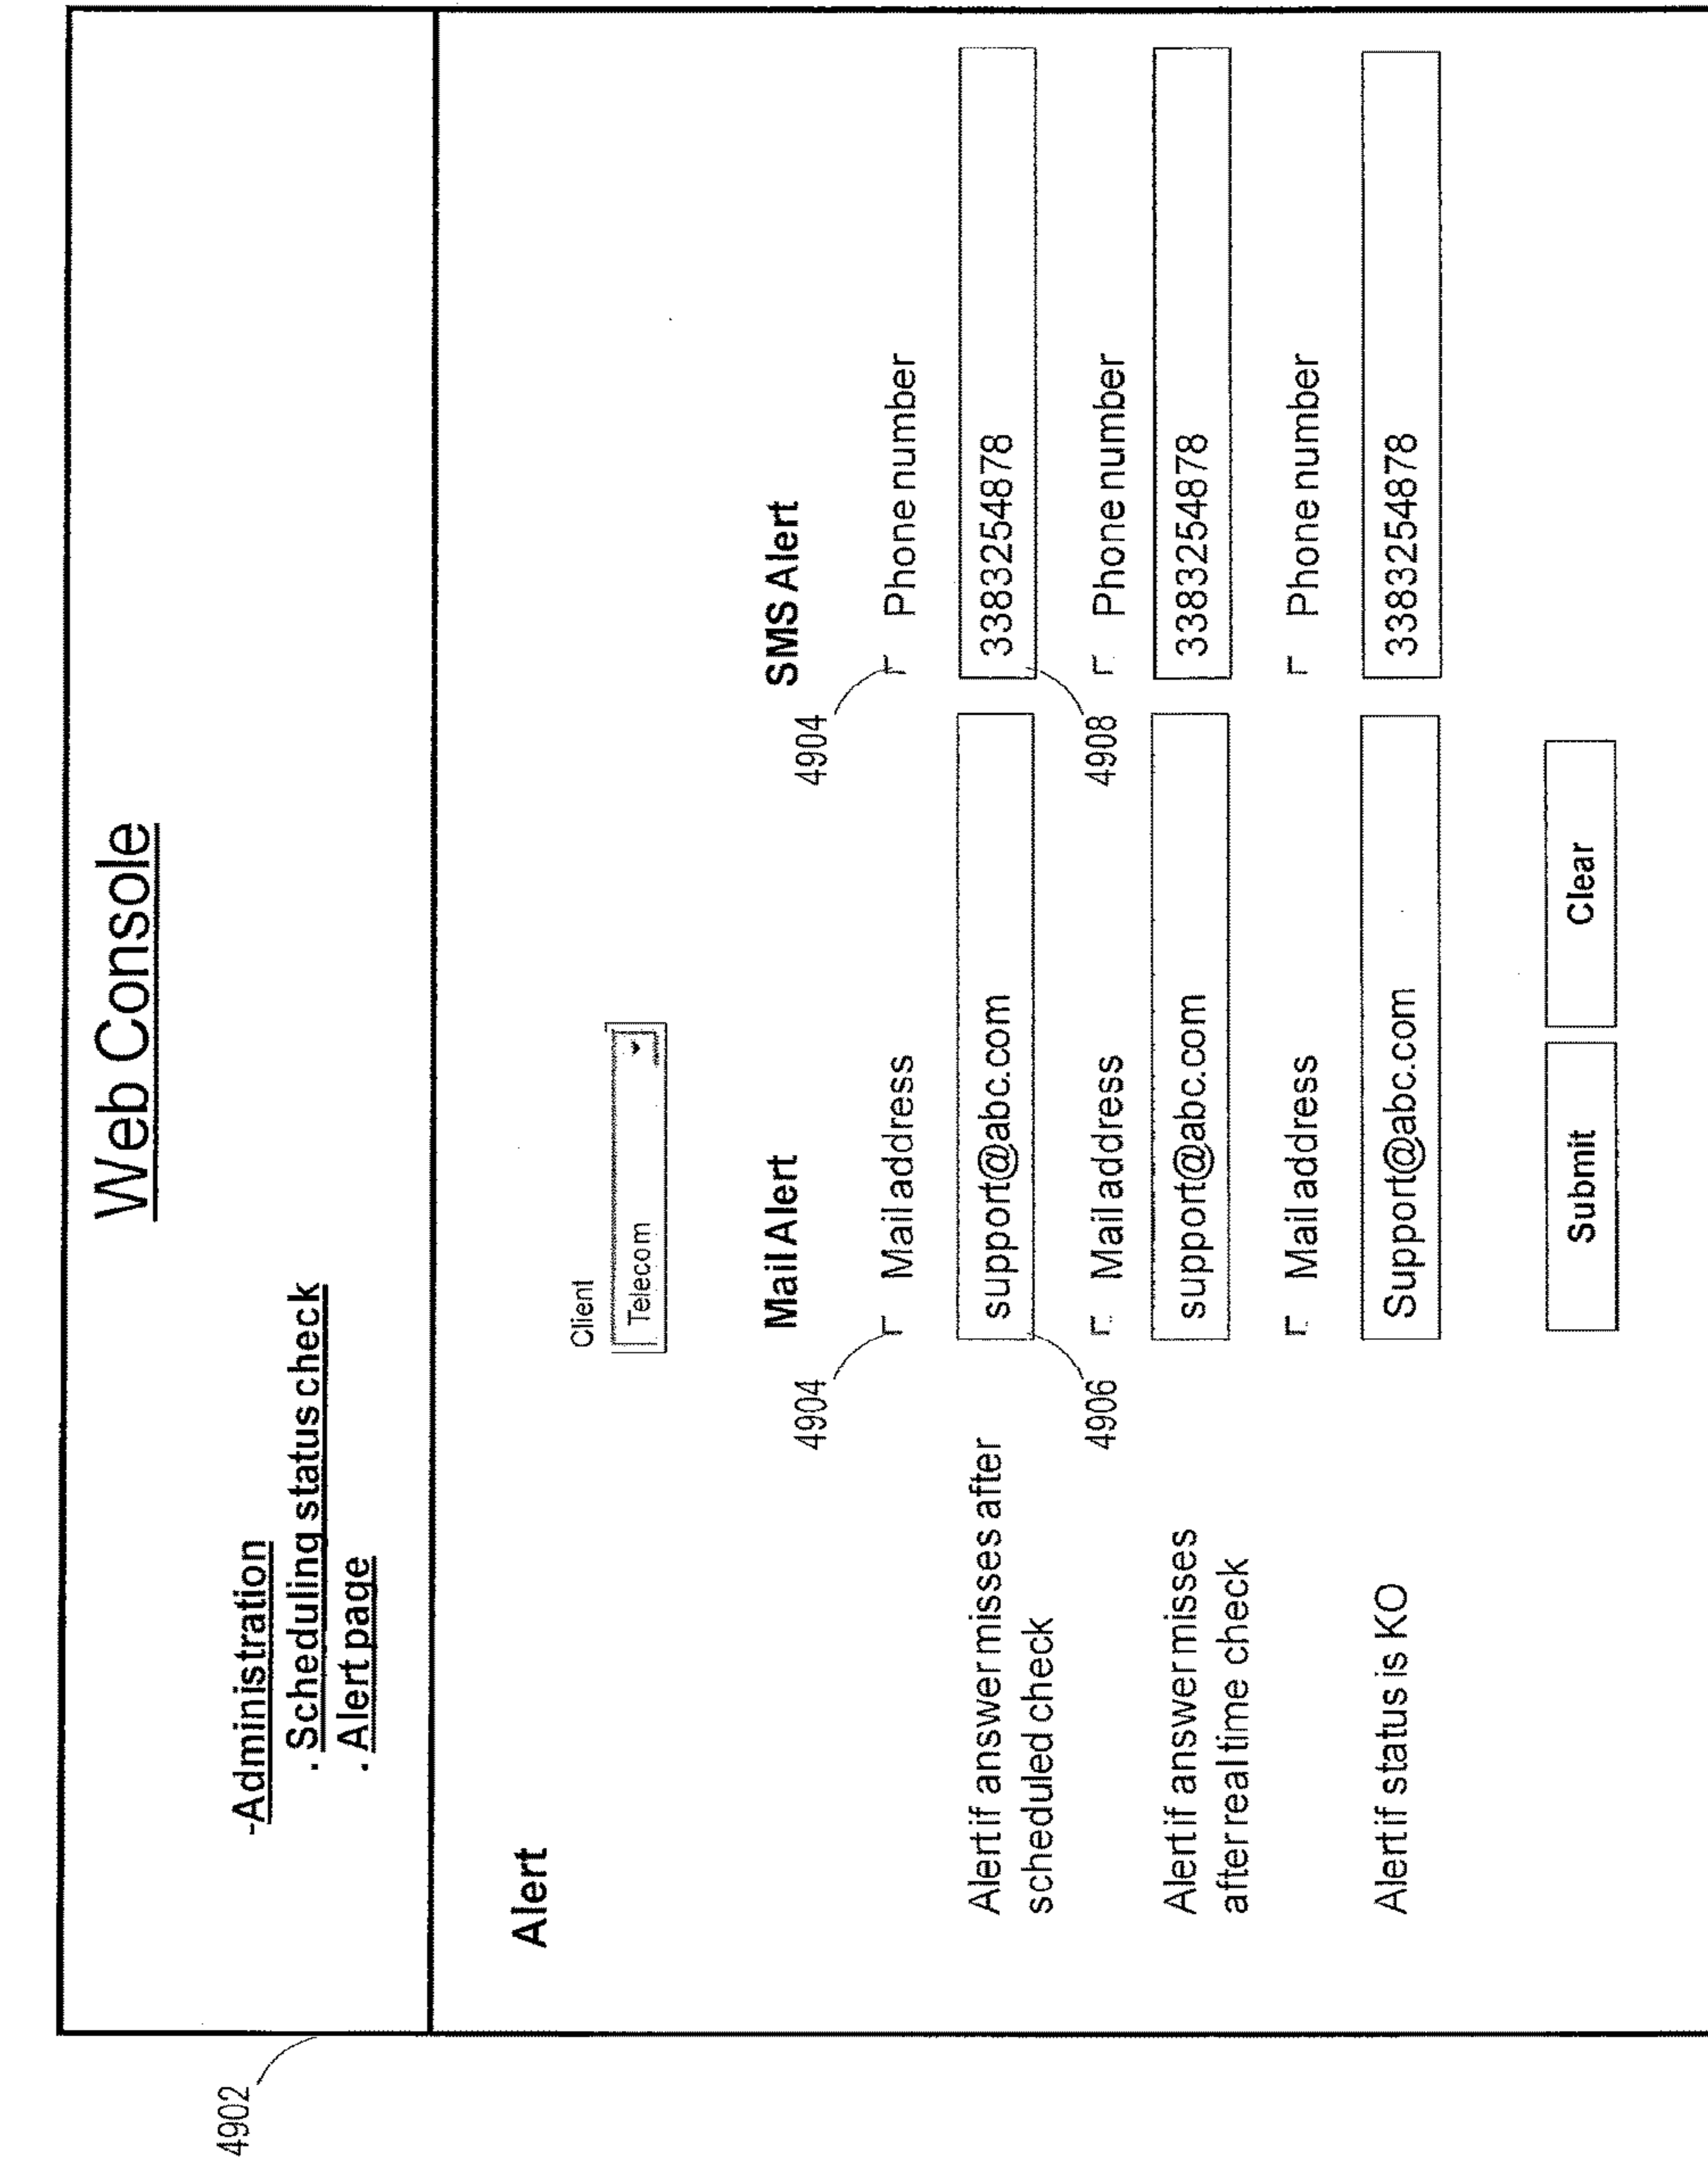 Web Console
-Administration
. Scheduling status check
. Alert page
4902
Alert
Client
Telecom
Mail Alert
SMS Alert
4904
4904
Mail address
Phone number
Alert if answer misses after
scheduled check
support@abc.com
3383254878
4906
4908
Mail address
Phone number
Alert if answer misses
after real time check
support@abc.com
3383254878
Mail address
Phone number
Alert if status is KO
Support@abc.com
3383254878
Submit
Clear